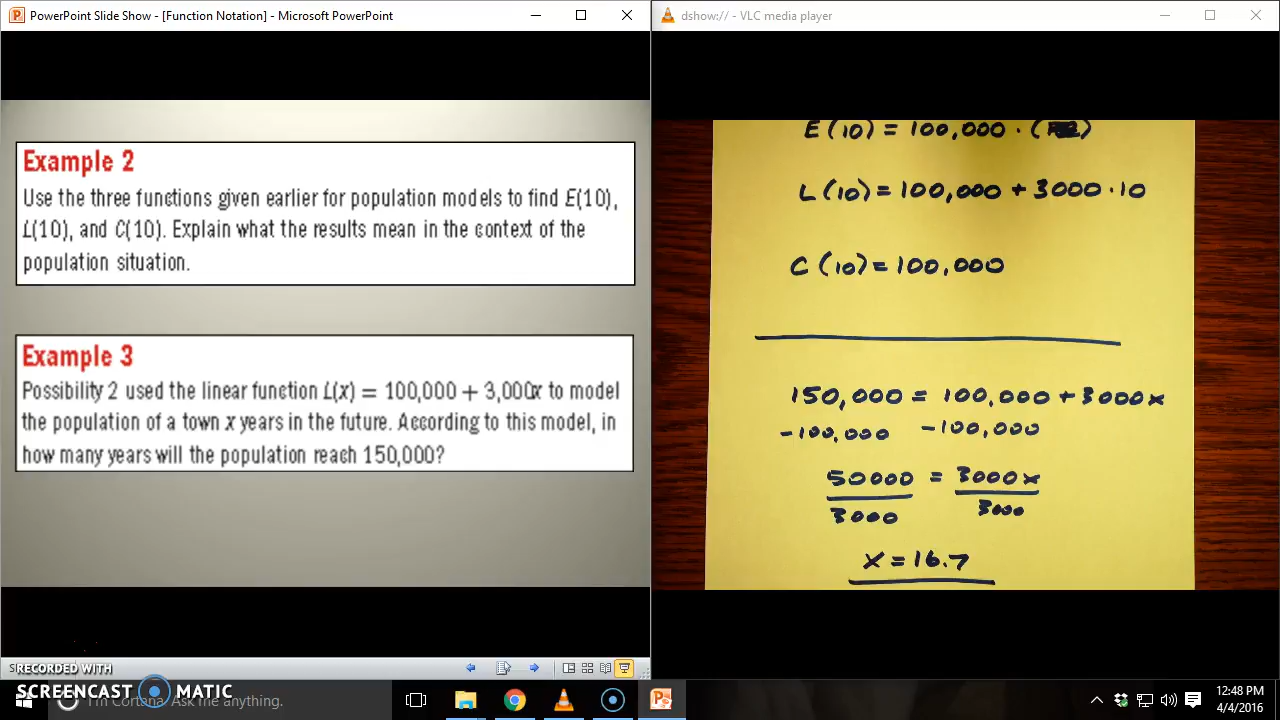 PowerPoint Slide Show - [Function Notation] - Microsoft PowerPoint
Example 2
Use the three functions given earlier for population models to find E(10),
L(10), and C(10). Explain what the results mean in the context of the
population situation.
Example 3
Possibility 2 used the linear function L(x) = 100,000 + 3,000x to model
the population of a town x years in the future. According to this model, in
how many years will the population reach 150,000?
dshow:// - VLC media player
E(10) = 100,000 · (
L(10) = 100,000 + 3000 · 10
C(10) = 100,000
150,000 = 100,000 + 3000x
-100,000 -100,000
50000 = 3000x
3000 3000
x = 16.7
RECORDED WITH
SCREENCAST MATIC
I'm Cortana. Ask me anything.
12:48 PM
4/4/2016